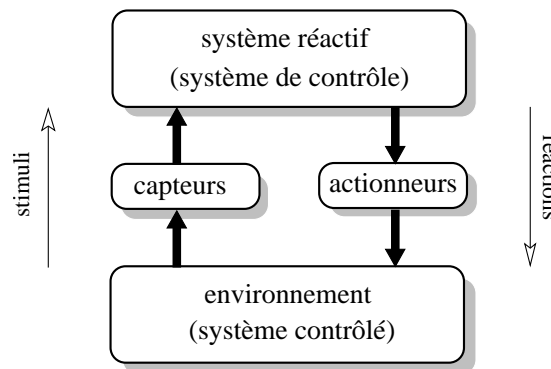 système réactif
(système de contrôle)
stimuli
capteurs
actionneurs
réactions
environnement
(système contrôlé)